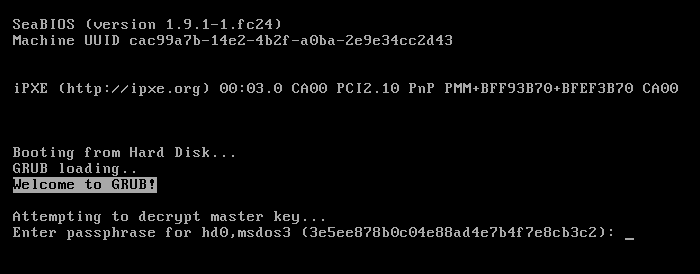 SeaBIOS (version 1.9.1-1.fc24)
Machine UUID cac99a7b-14e2-4b2f-a0ba-2e9e34cc2d43
iPXE (http://ipxe.org) 00:03.0 CA00 PCI2.10 PnP PMM+BFF93B70+BFEF3B70 CA00
Booting from Hard Disk...
GRUB loading..
Welcome to GRUB!
Attempting to decrypt master key...
Enter passphrase for hd0,msdos3 (3e5ee878b0c04e88ad4e7b4f7e8cb3c2): _